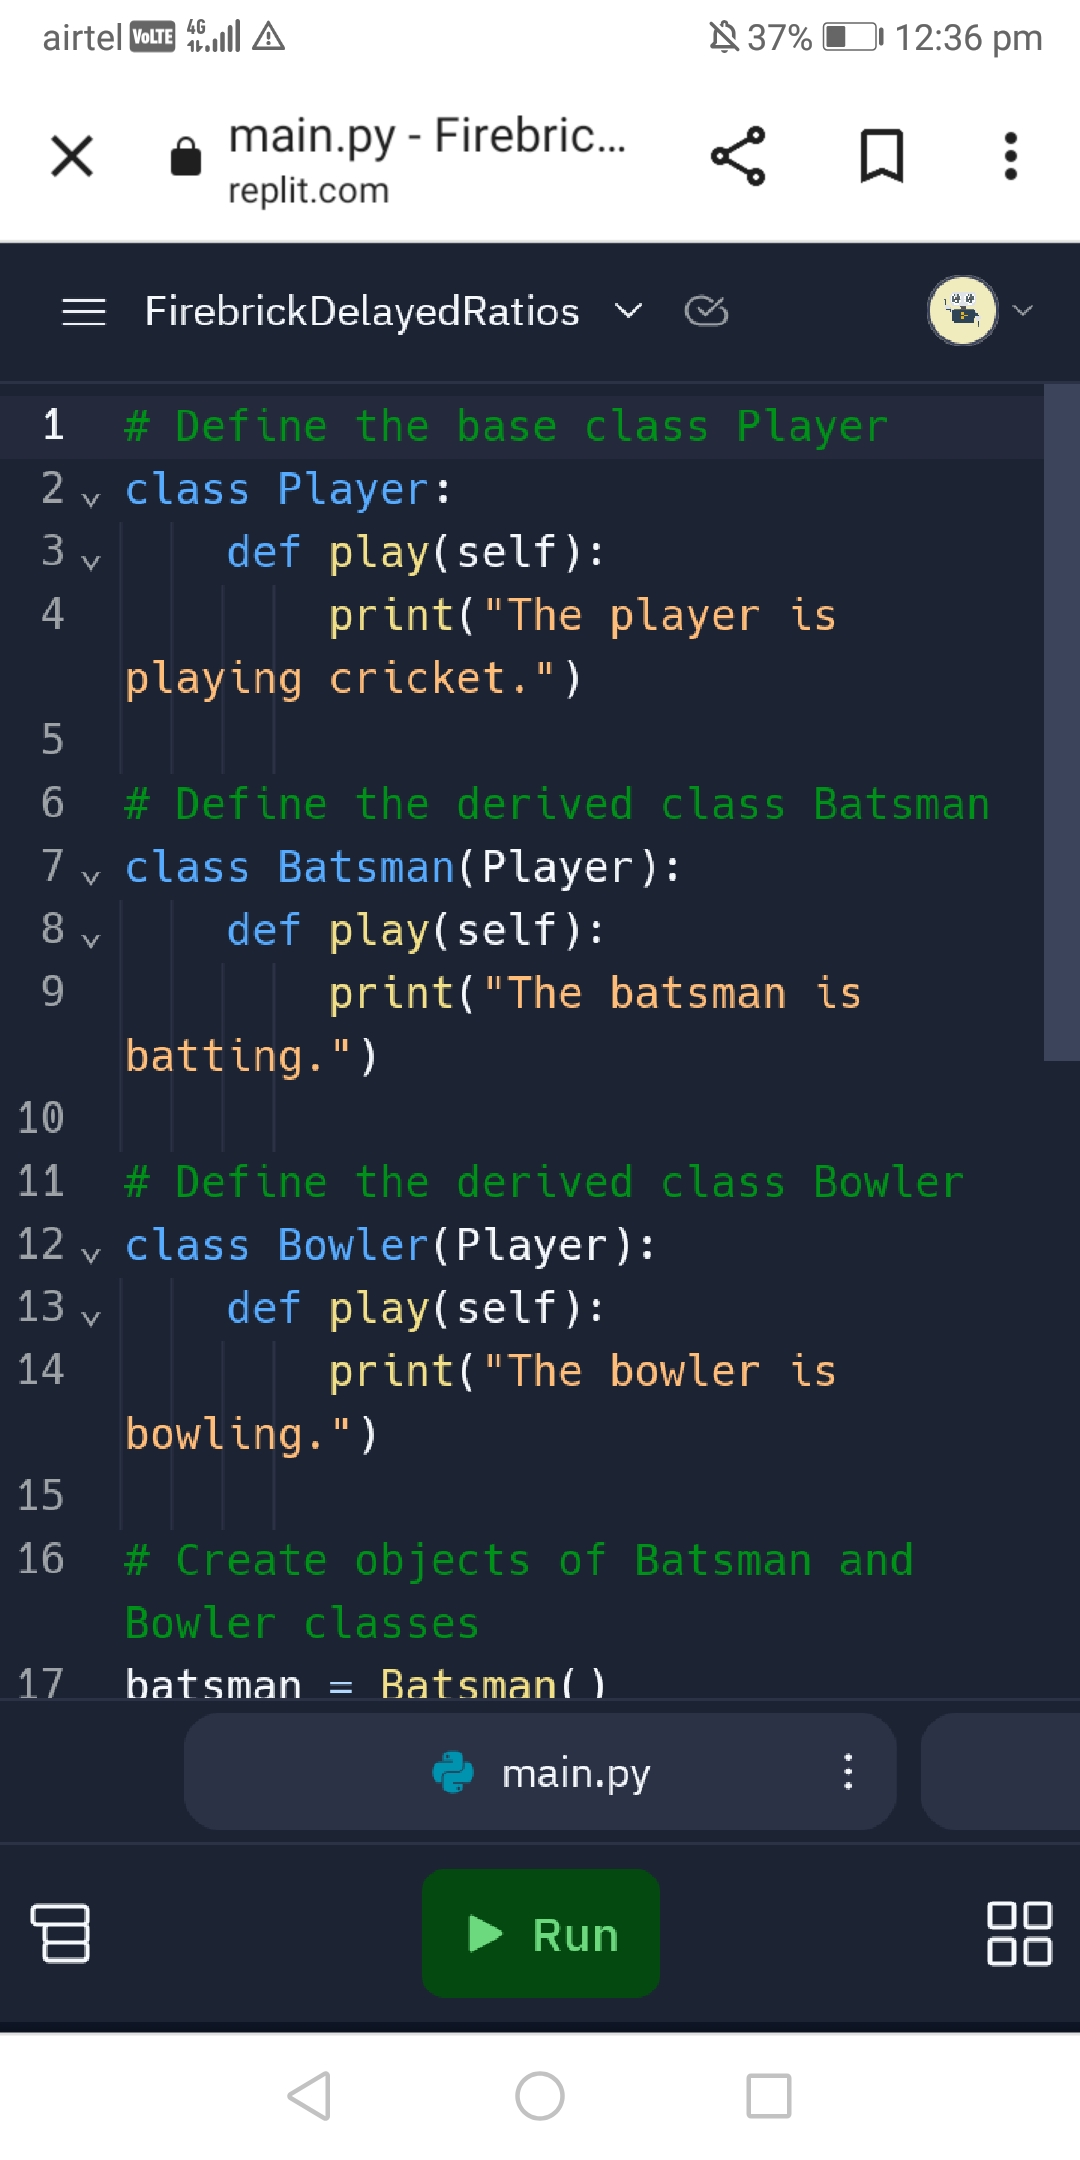 airtel VoLTE 4G 37% 12:36 pm
main.py - Firebric...
replit.com
FirebrickDelayedRatios
1 # Define the base class Player
2 class Player:
3     def play(self):
4         print("The player is
playing cricket.")
5
6 # Define the derived class Batsman
7 class Batsman(Player):
8     def play(self):
9         print("The batsman is
batting.")
10
11 # Define the derived class Bowler
12 class Bowler(Player):
13     def play(self):
14         print("The bowler is
bowling.")
15
16 # Create objects of Batsman and
Bowler classes
17 batsman = Batsman()
main.py
Run